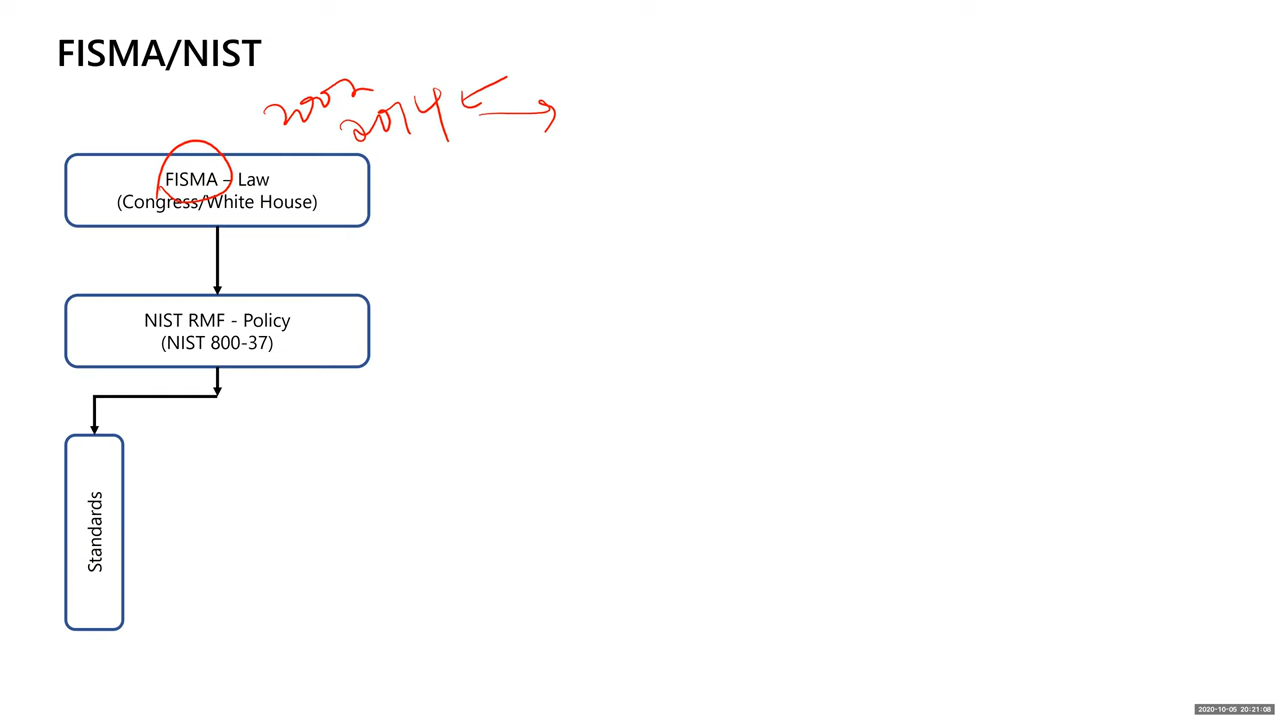 FISMA/NIST
2002
2014
FISMA – Law
(Congress/White House)
NIST RMF - Policy
(NIST 800-37)
Standards
2020-10-05 20:21:08